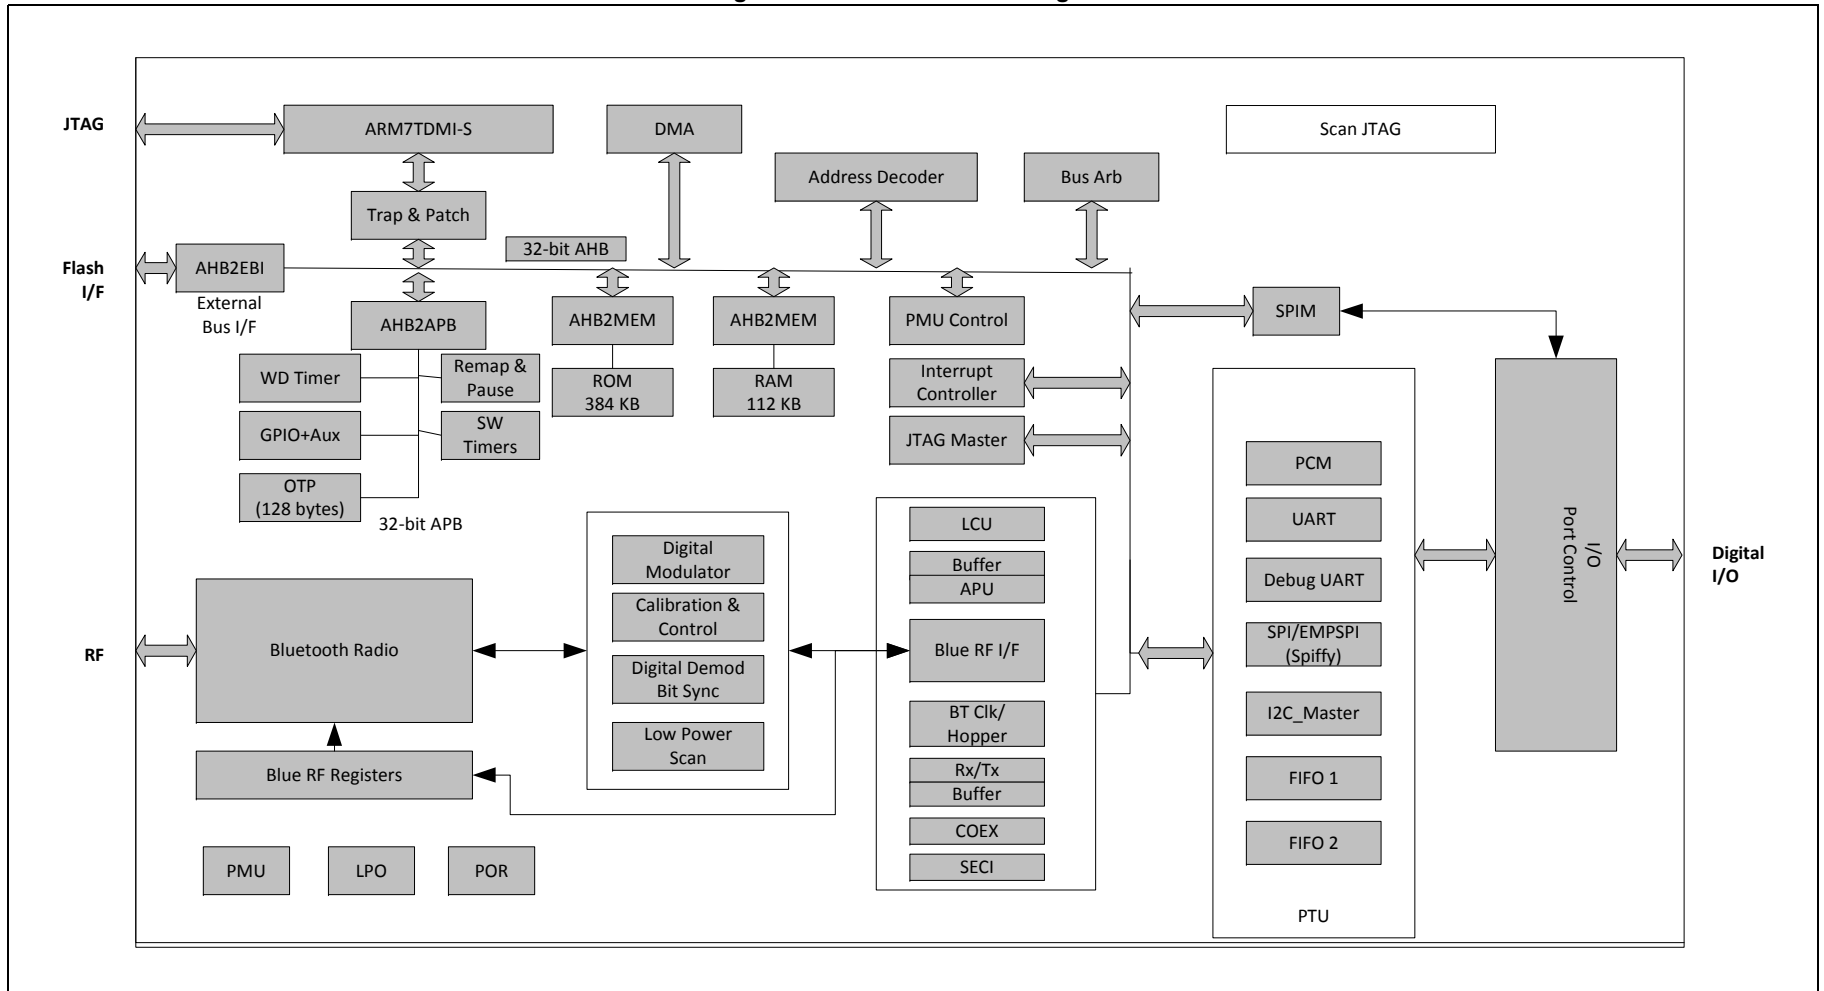 JTAG
ARM7TDMI-S
DMA
Scan JTAG
Address Decoder
Bus Arb
Trap & Patch
32-bit AHB
Flash
I/F
AHB2EBI
External
Bus I/F
AHB2APB
AHB2MEM
AHB2MEM
PMU Control
SPIM
WD Timer
Remap &
Pause
ROM
384 KB
RAM
112 KB
Interrupt
Controller
GPIO+Aux
SW
Timers
JTAG Master
OTP
(128 bytes)
32-bit APB
PCM
UART
Debug UART
SPI/EMPSPI
(Spiffy)
I2C_Master
FIFO 1
FIFO 2
PTU
I/O
Port Control
Digital
I/O
LCU
Buffer
APU
Blue RF I/F
BT Clk/
Hopper
Rx/Tx
Buffer
COEX
SECI
Digital
Modulator
Calibration &
Control
Digital Demod
Bit Sync
Low Power
Scan
RF
Bluetooth Radio
Blue RF Registers
PMU
LPO
POR